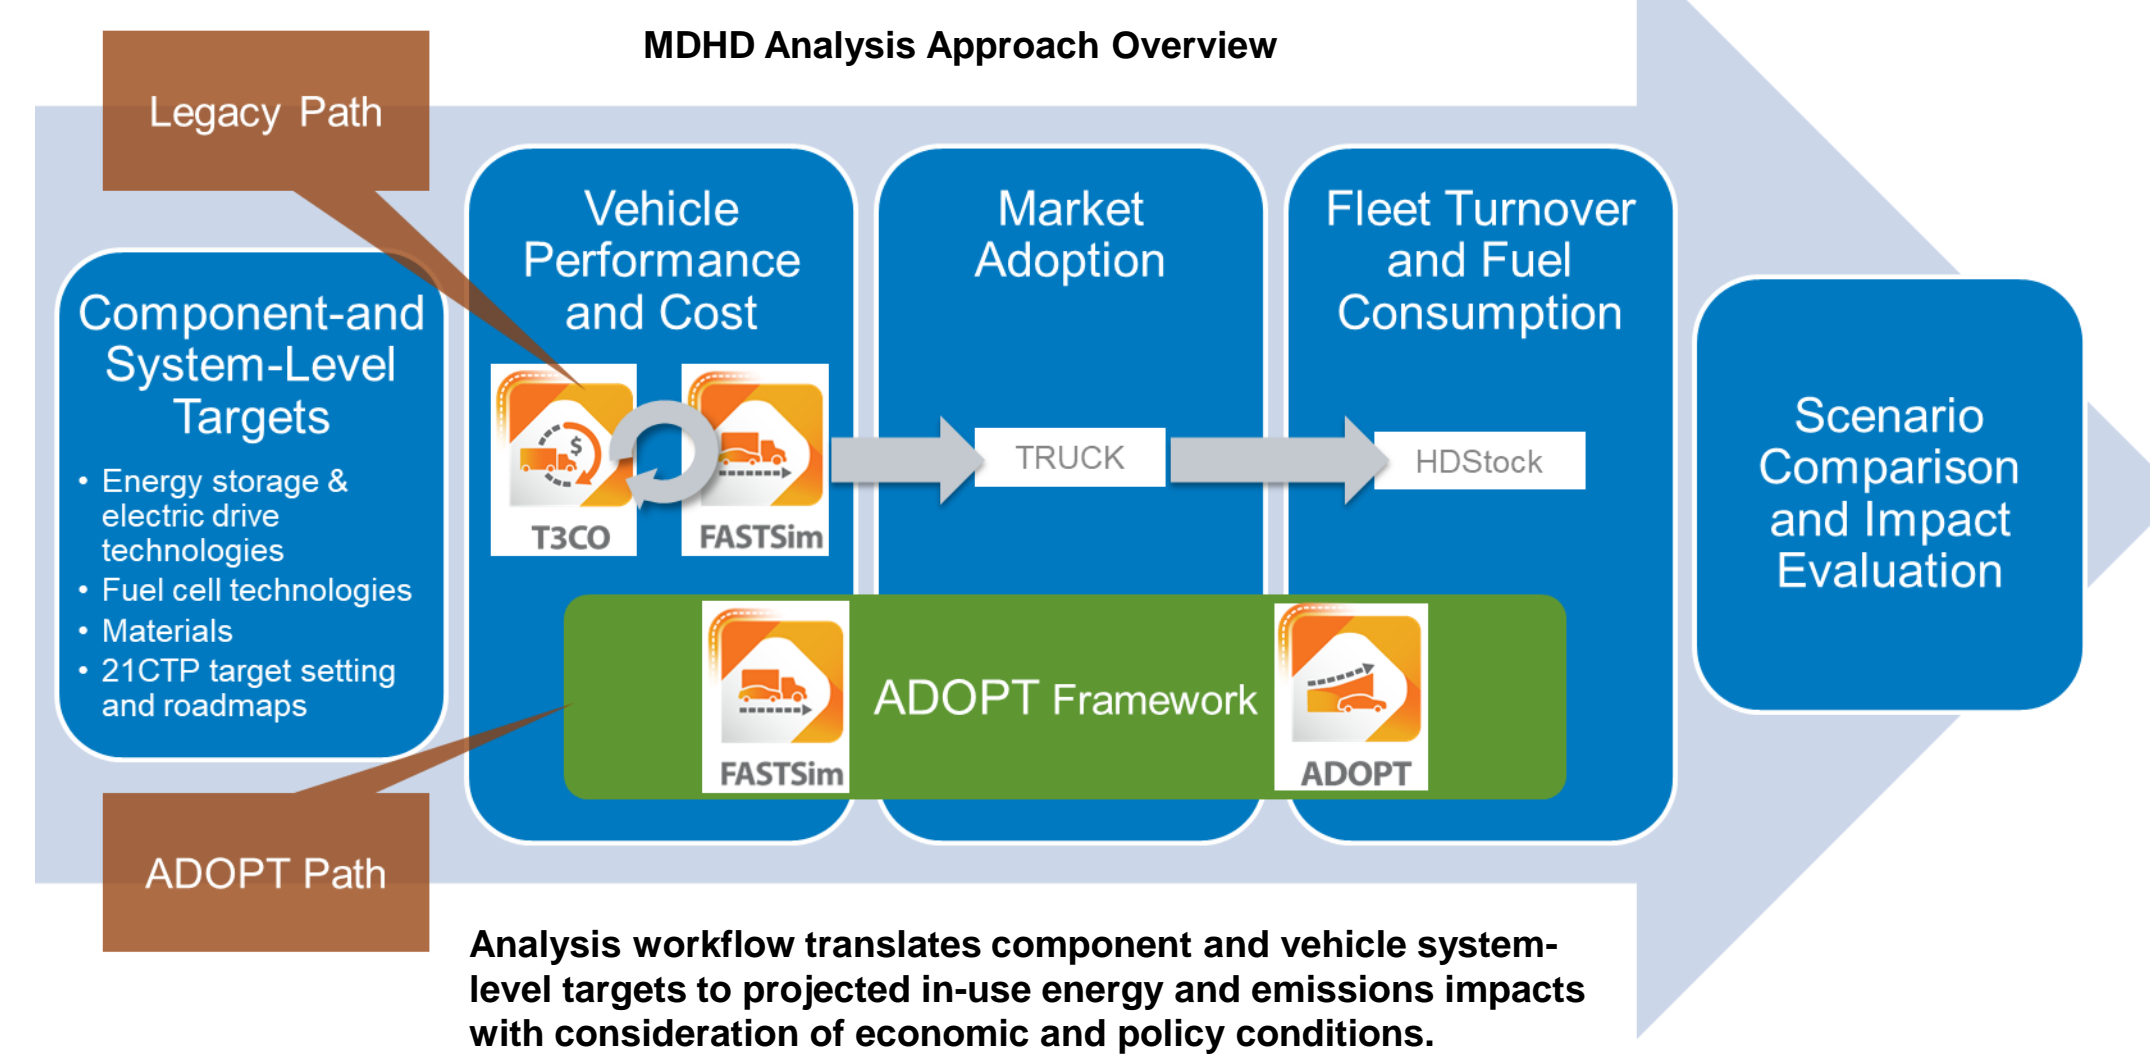 MDHD Analysis Approach Overview
Legacy Path
Component-and
System-Level
Targets
• Energy storage &
electric drive
technologies
• Fuel cell technologies
• Materials
• 21CTP target setting
and roadmaps
Vehicle
Performance
and Cost
$
T3CO
FASTSim
Market
Adoption
TRUCK
Fleet Turnover
and Fuel
Consumption
HDStock
FASTSim
ADOPT Framework
ADOPT
Scenario
Comparison
and Impact
Evaluation
ADOPT Path
Analysis workflow translates component and vehicle system-
level targets to projected in-use energy and emissions impacts
with consideration of economic and policy conditions.